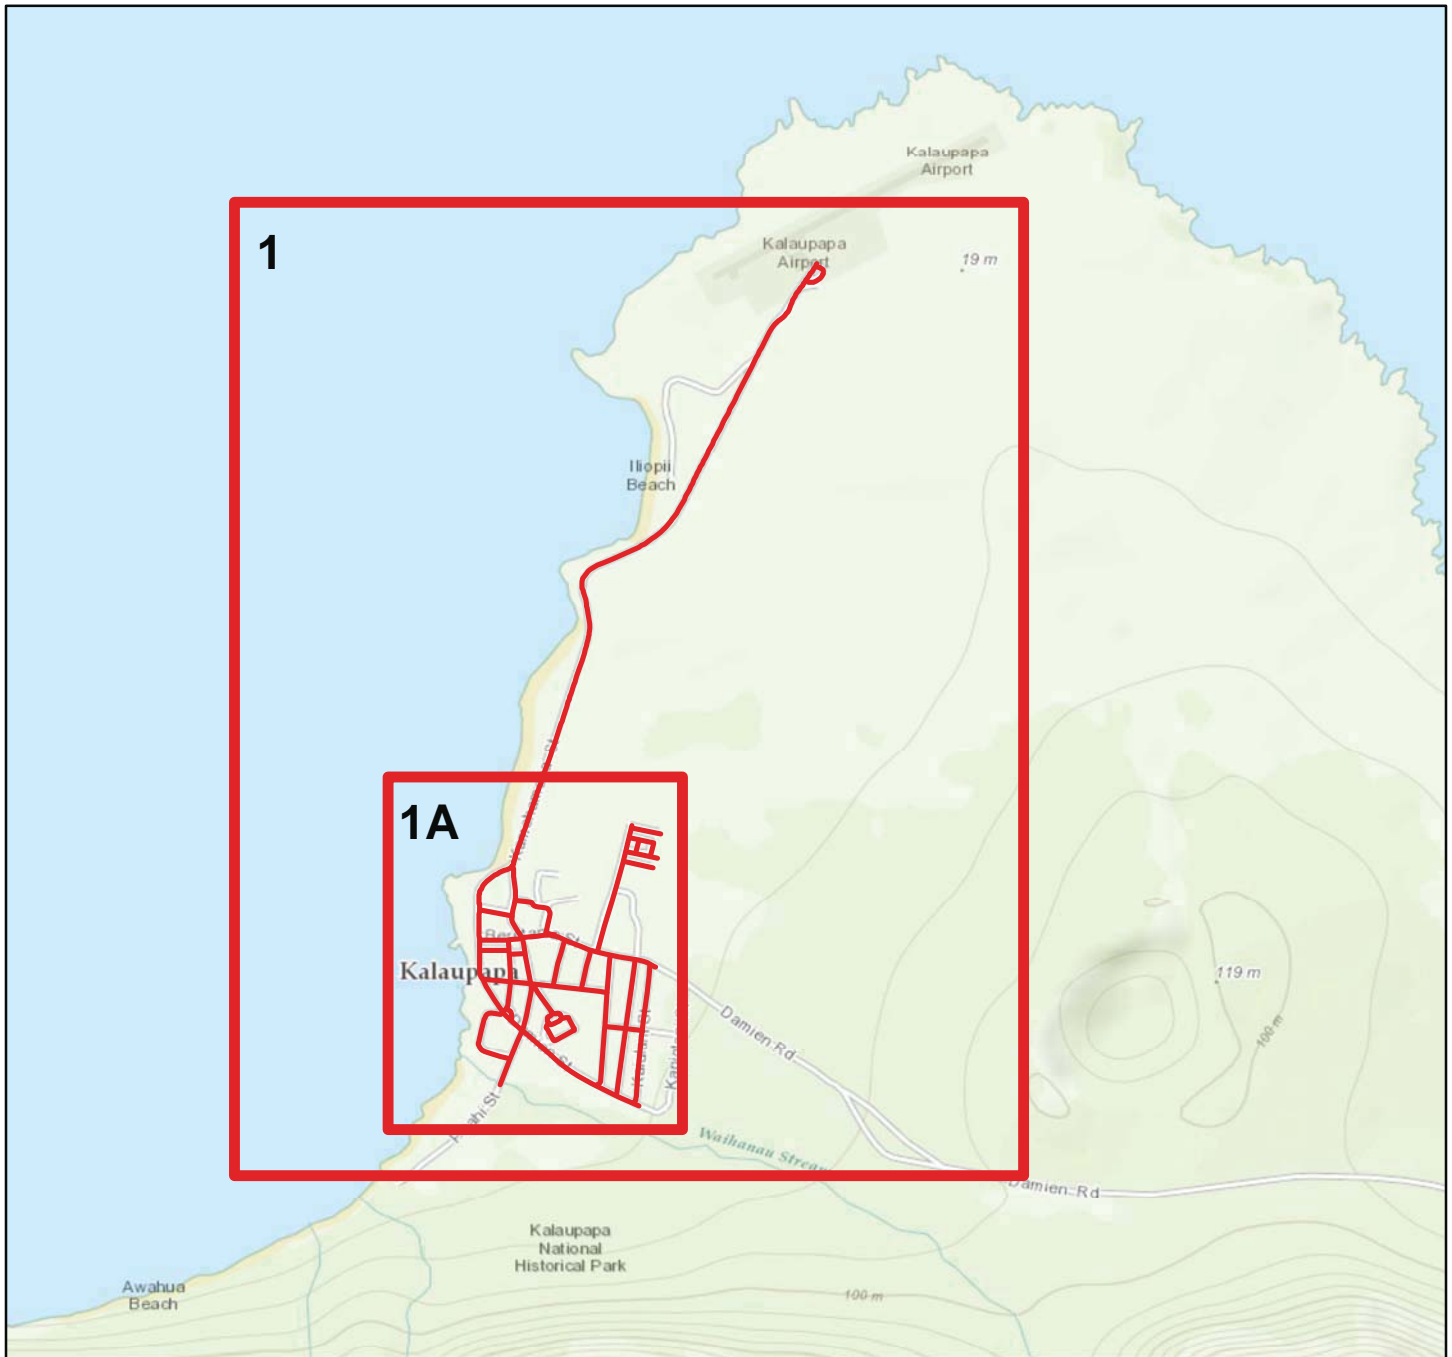 Kalaupapa
Airport
1
Kalaupapa
Airport
19 m
Iliopii
Beach
1A
Kalaupapa
119 m
Damien Rd
100 m
Waihanau Stream
Damien Rd
Kalaupapa
National
Historical Park
Awahua
Beach
100 m